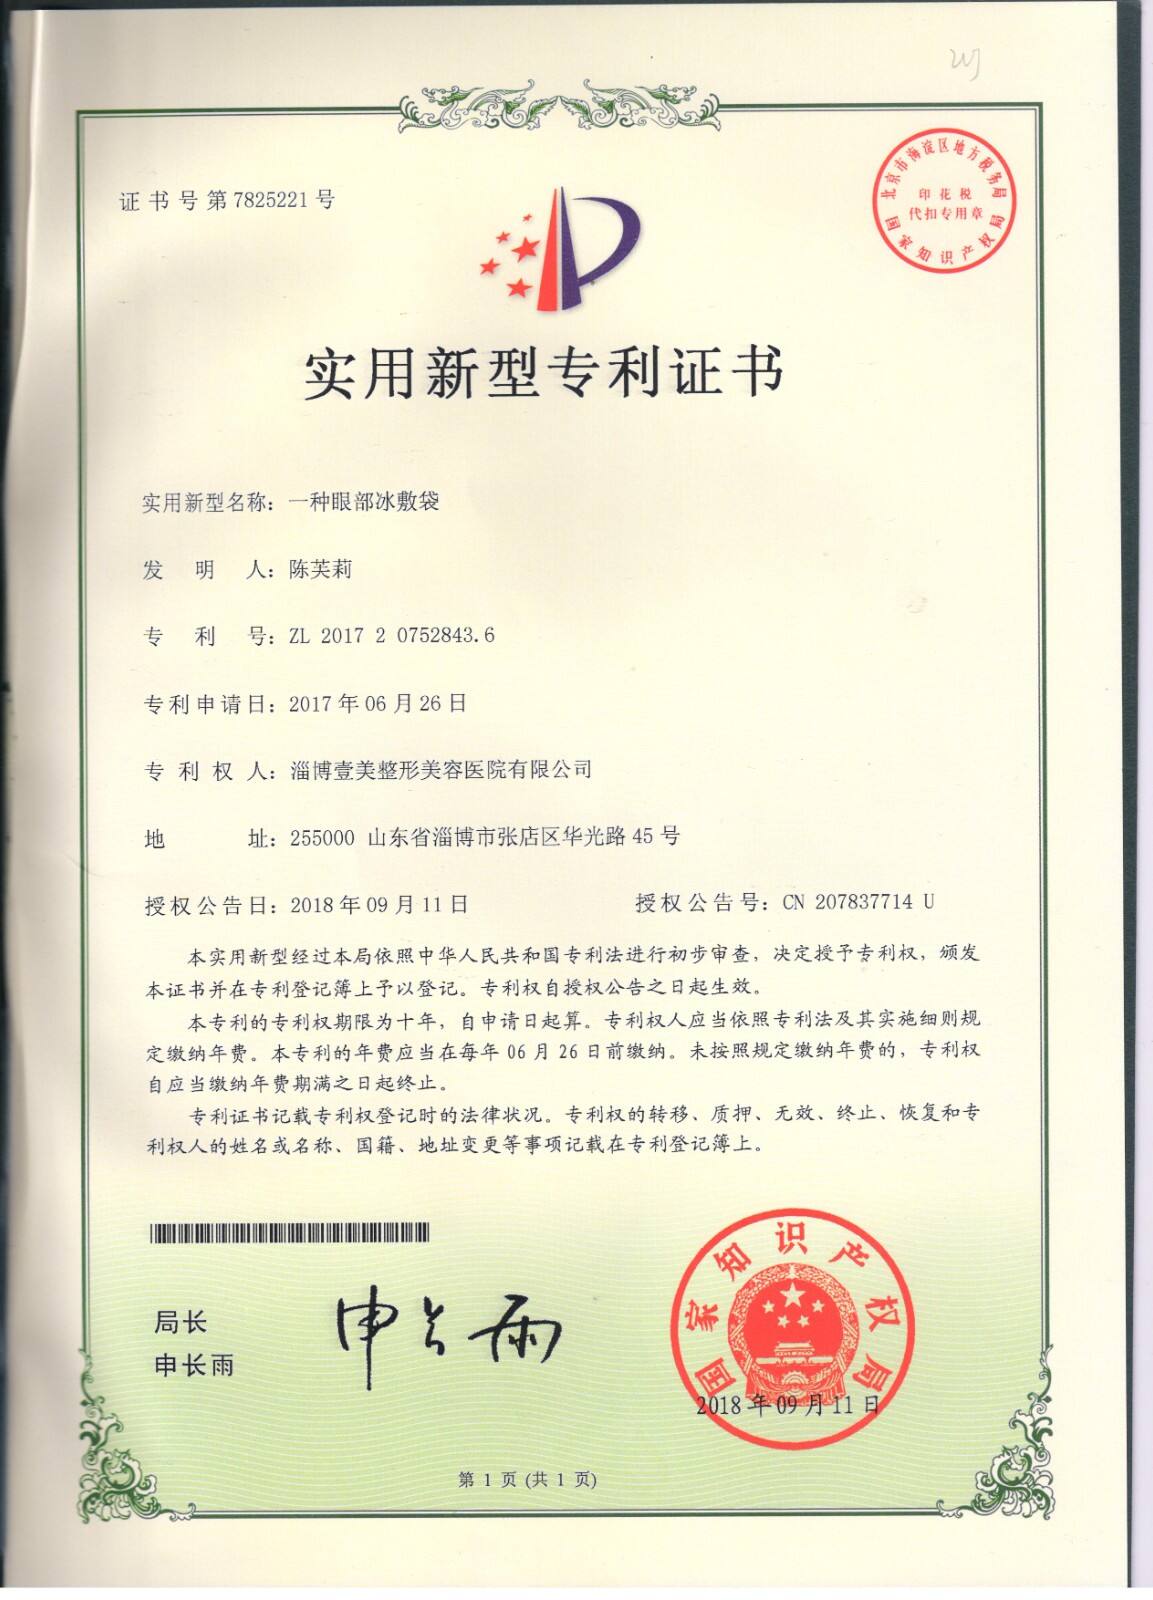 证书号第7825221号
北京市海淀区地方税务局
印花税
代扣专用章
国家知识产权局
实用新型专利证书
实用新型名称：一种眼部冰敷袋
发明人：陈芙莉
专利号：ZL 2017 2 0752843.6
专利申请日：2017年06月26日
专利权人：淄博壹美整形美容医院有限公司
地址：255000 山东省淄博市张店区华光路45号
授权公告日：2018年09月11日 授权公告号：CN 207837714 U
本实用新型经过本局依照中华人民共和国专利法进行初步审查，决定授予专利权，颁发
本证书并在专利登记簿上予以登记。专利权自授权公告之日起生效。
本专利的专利权期限为十年，自申请日起算。专利权人应当依照专利法及其实施细则规
定缴纳年费。本专利的年费应当在每年06月26日前缴纳。未按照规定缴纳年费的，专利权
自应当缴纳年费期满之日起终止。
专利证书记载专利权登记时的法律状况。专利权的转移、质押、无效、终止、恢复和专
利权人的姓名或名称、国籍、地址变更等事项记载在专利登记簿上。
局长
申长雨
申长雨
国家知识产权局
2018年09月11日
第 1 页 (共 1 页)